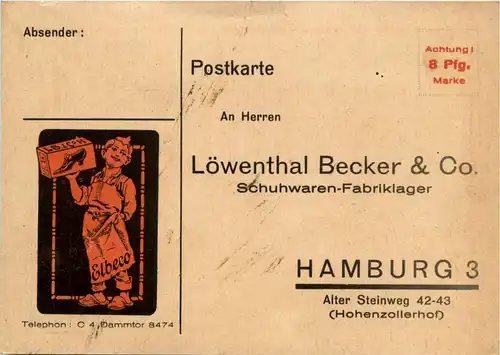 Absender:
Postkarte
Achtung!
8 Pfg.
Marke
An Herren
Löwenthal Becker & Co.
Schuhwaren-Fabriklager
HAMBURG 3
Alter Steinweg 42-43
(Hohenzollerhof)
Elbeco
Telephon: C 4 Dammtor 8474